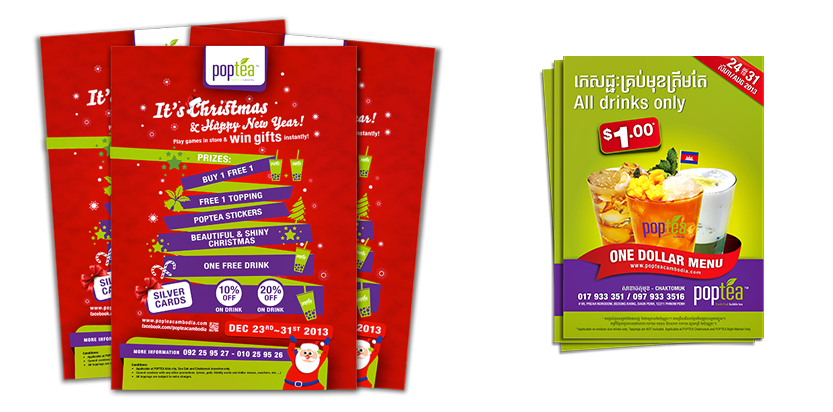 poptea
It's Christmas
& Happy New Year!
Play games in store & win gifts instantly!
PRIZES:
BUY 1 FREE 1
FREE 1 TOPPING
POPTEA STICKERS
BEAUTIFUL & SHINY
CHRISTMAS
ONE FREE DRINK
SILVER
CARDS
10%
OFF
ON DRINK
20%
OFF
ON DRINK
www.popteacambodia.com
facebook.com/popteacambodia
DEC 23RD-31ST 2013
MORE INFORMATION 092 25 95 27 - 010 25 95 26
Conditions:
It's
24 31
AUG 2013
All drinks only
$1.00
poptea
ONE DOLLAR MENU
www.popteacambodia.com
- CHAKTOMUK
017 933 351 / 097 933 3516
poptea